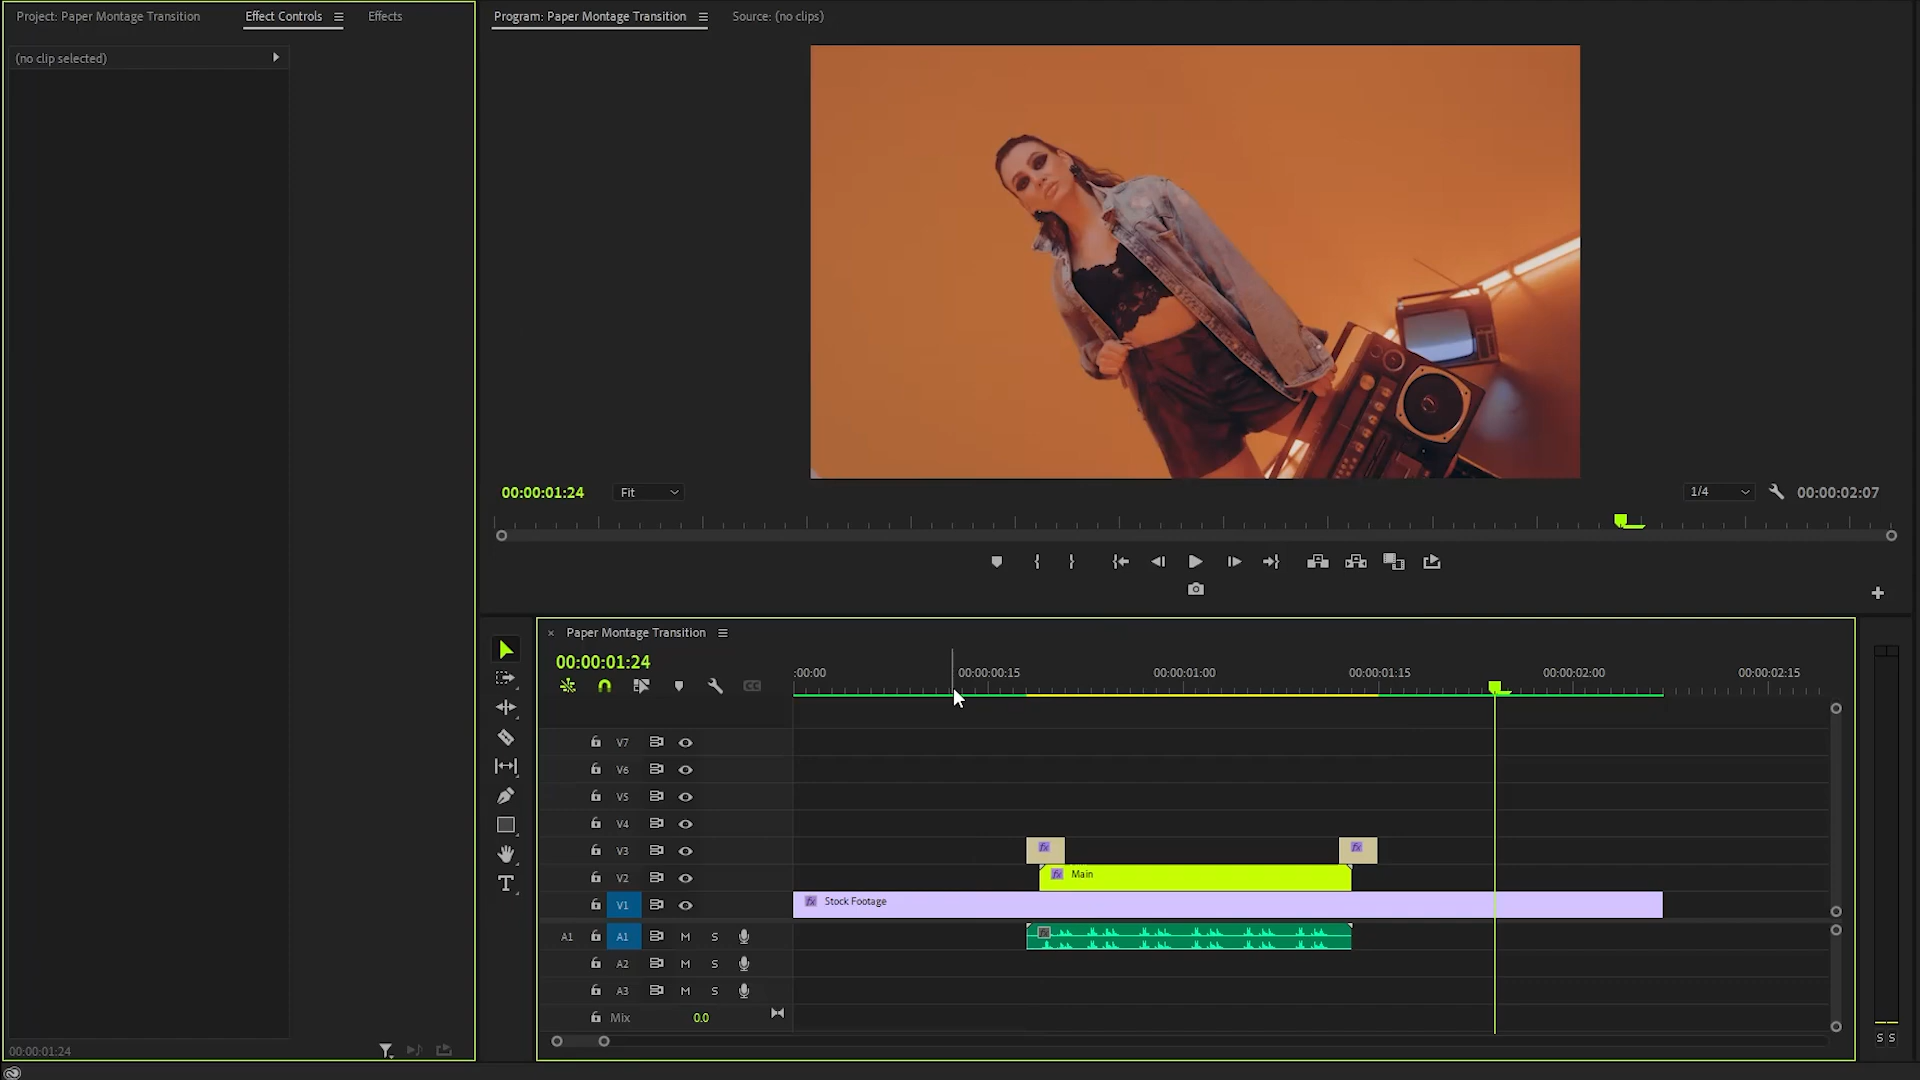 Project: Paper Montage Transition
Effect Controls
Effects
Program: Paper Montage Transition
Source: (no clips)
(no clip selected)
00:00:01:24
Fit
1/4
00:00:02:07
Paper Montage Transition
00:00:01:24
:00:00
00:00:00:15
00:00:01:00
00:00:01:15
00:00:02:00
00:00:02:15
V7
V6
V5
V4
V3
fx
fx
V2
fx Main
V1
fx Stock Footage
A1
A1
M
S
A2
M
S
A3
M
S
Mix
0.0
S S
00:00:01:24